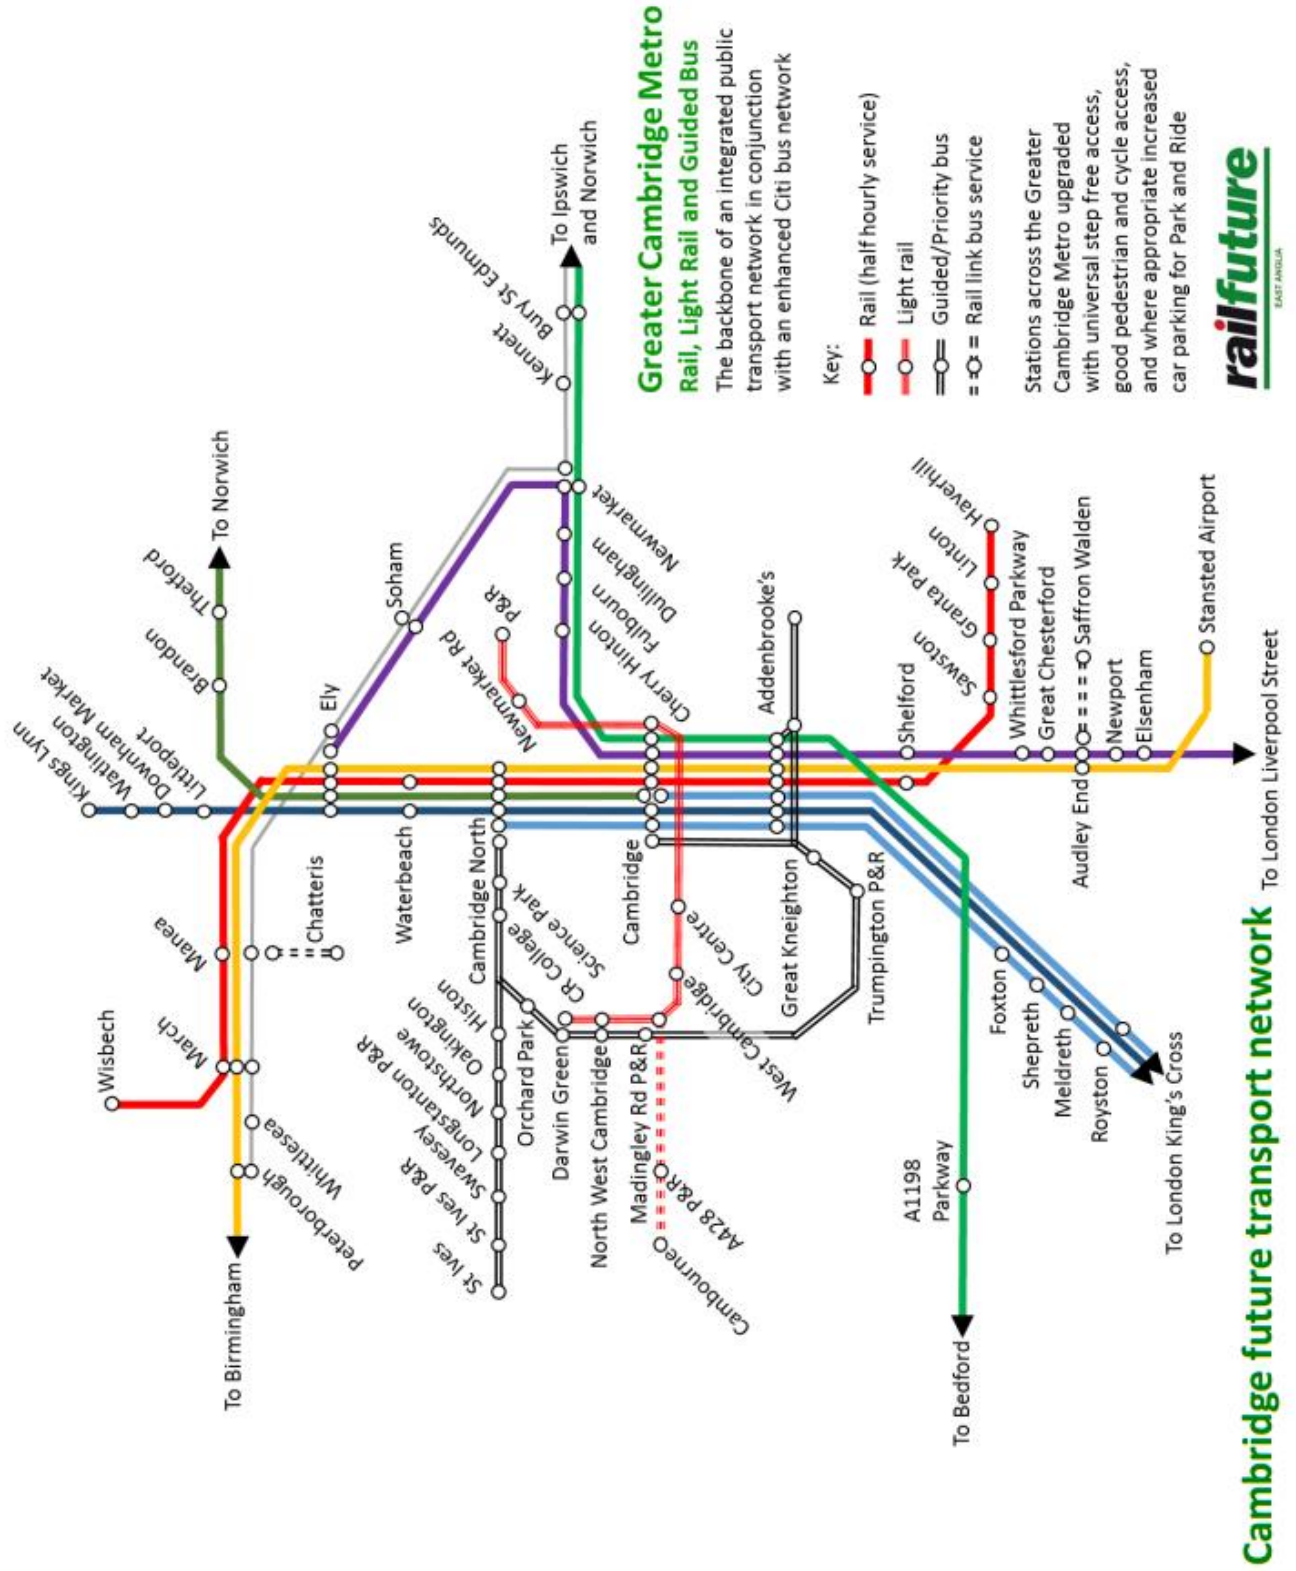 Cambridge future transport network
Greater Cambridge Metro
Rail, Light Rail and Guided Bus
The backbone of an integrated public
transport network in conjunction
with an enhanced Citi bus network
Key:
Rail (half hourly service)
Light rail
Guided/Priority bus
Rail link bus service
Stations across the Greater
Cambridge Metro upgraded
with universal step free access,
good pedestrian and cycle access,
and where appropriate increased
car parking for Park and Ride
railfuture
EAST ANGLIA
Kings Lynn
Watlington
Downham Market
Littleport
Brandon
Thetford
To Norwich
Wisbech
March
Manea
Chatteris
Ely
Soham
To Birmingham
Peterborough
Whittlesea
Waterbeach
Cambridge North
Science Park
CR College
Histon
Oakington
Northstowe
Longstanton P&R
Swavesey
St Ives P&R
St Ives
Orchard Park
Darwin Green
North West Cambridge
Madingley Rd P&R
A428 P&R
Cambourne
West Cambridge
City Centre
Cambridge
Newmarket Rd
P&R
Cherry Hinton
Fulbourn
Dullingham
Newmarket
Kennett
Bury St Edmunds
To Ipswich
and Norwich
Addenbrooke's
Great Kneighton
Trumpington P&R
Shelford
Sawston
Granta Park
Linton
Haverhill
Whittlesford Parkway
Great Chesterford
Audley End
Saffron Walden
Newport
Elsenham
Stansted Airport
To London Liverpool Street
Foxton
Shepreth
Meldreth
Royston
To London King's Cross
A1198
Parkway
To Bedford